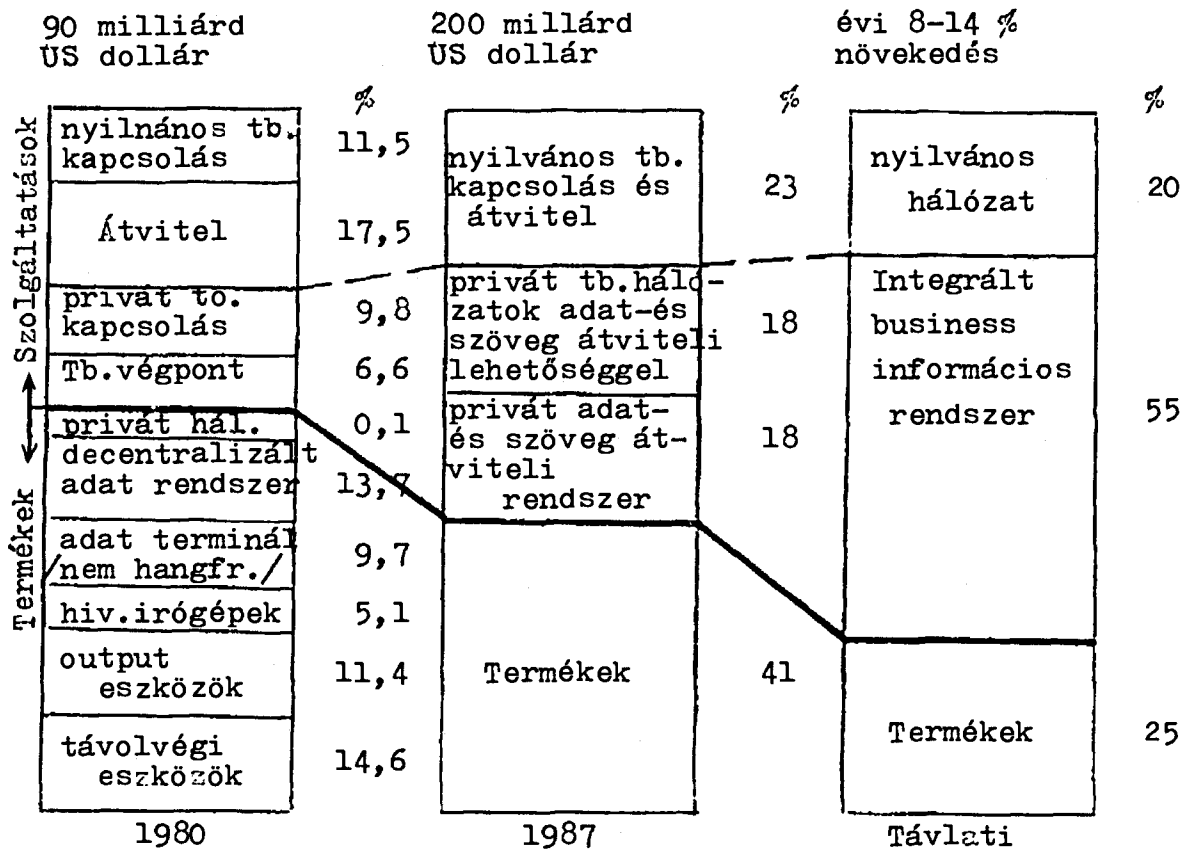 90 milliárd
US dollár
200 millárd
US dollár
évi 8-14 %
növekedés
Szolgáltatások
Termékek
%
nyilnános tb.
kapcsolás
11,5
Átvitel
17,5
privát to.
kapcsolás
9,8
Tb.végpont
6,6
privát hál.
0,1
decentralizált
adat rendszer
13,7
adat terminál
/nem hangfr./
9,7
hiv.irógépek
5,1
output
eszközök
11,4
távolvégi
eszközök
14,6
1980
%
nyilvános tb.
kapcsolás és
átvitel
23
privát tb.háló-
zatok adat-és
szöveg átviteli
lehetőséggel
18
privát adat-
és szöveg át-
viteli
rendszer
18
Termékek
41
1987
%
nyilvános
hálózat
20
Integrált
business
információs
rendszer
55
Termékek
25
Távlati